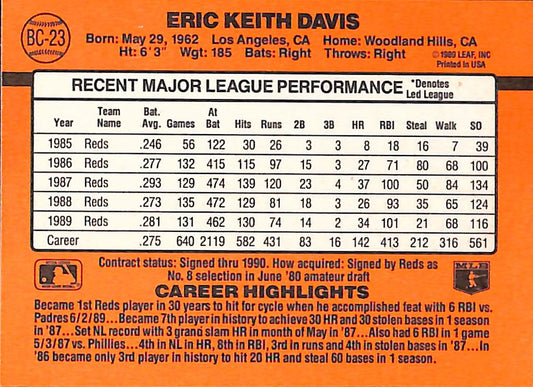 BC-23
ERIC KEITH DAVIS
Born: May 29, 1962 Los Angeles, CA Home: Woodland Hills, CA
Ht: 6'3" Wgt: 185 Bats: Right Throws: Right
© 1989 LEAF, INC
Printed in USA
RECENT MAJOR LEAGUE PERFORMANCE *Denotes Led League
Year Team Name Bat. Avg. Games At Bat Hits Runs 2B 3B HR RBI Steal Walk SO
1985 Reds .246 56 122 30 26 3 3 8 18 16 7 39
1986 Reds .277 132 415 115 97 15 3 27 71 80 68 100
1987 Reds .293 129 474 139 120 23 4 37 100 50 84 134
1988 Reds .273 135 472 129 81 18 3 26 93 35 65 124
1989 Reds .281 131 462 130 74 14 2 34 101 21 68 116
Career .275 640 2119 582 431 83 16 142 413 212 316 561
Contract status: Signed thru 1990. How acquired: Signed by Reds as
No. 8 selection in June '80 amateur draft
MLB
CAREER HIGHLIGHTS
Became 1st Reds player in 30 years to hit for cycle when he accomplished feat with 6 RBI vs.
Padres 6/2/89...Became 7th player in history to achieve 30 HR and 30 stolen bases in 1 season
in '87...Set NL record with 3 grand slam HR in month of May in '87...Also had 6 RBI in 1 game
5/3/87 vs. Phillies...4th in NL in HR, 8th in RBI, 3rd in runs and 4th in stolen bases in '87...In
'86 became only 3rd player in history to hit 20 HR and steal 60 bases in 1 season.